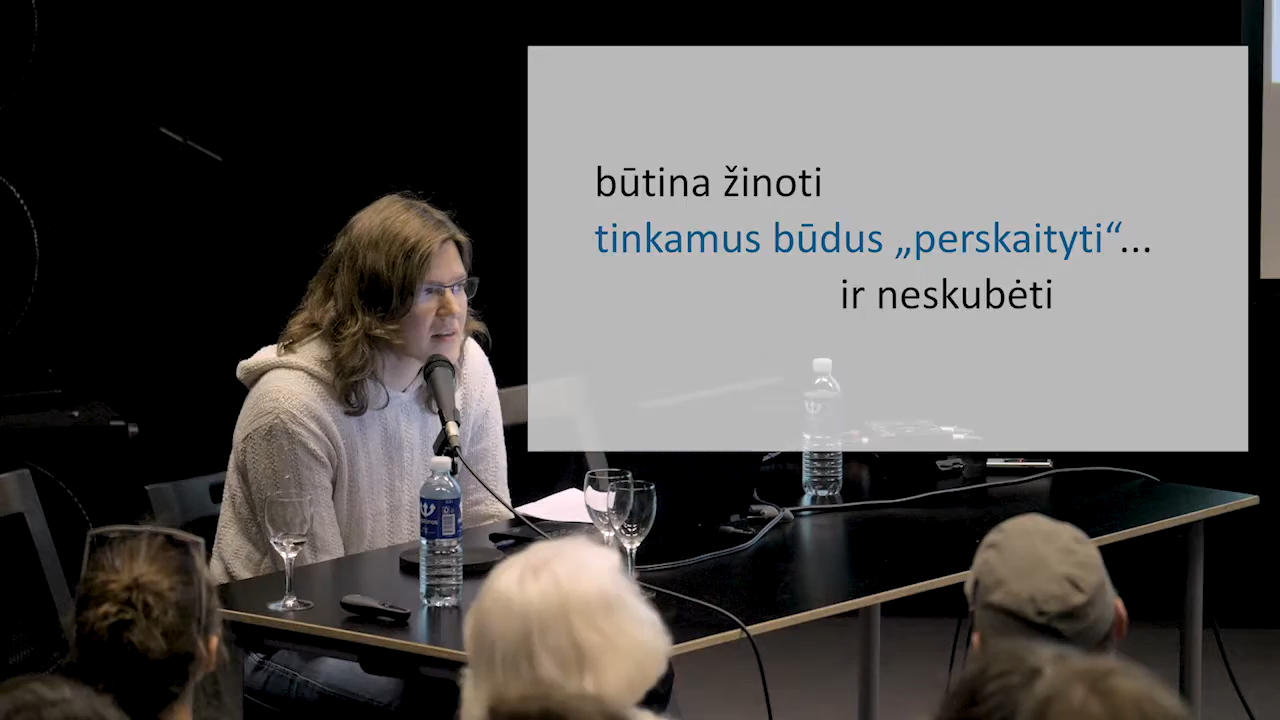 būtina žinoti
tinkamus būdus „perskaityti“...
ir neskubėti